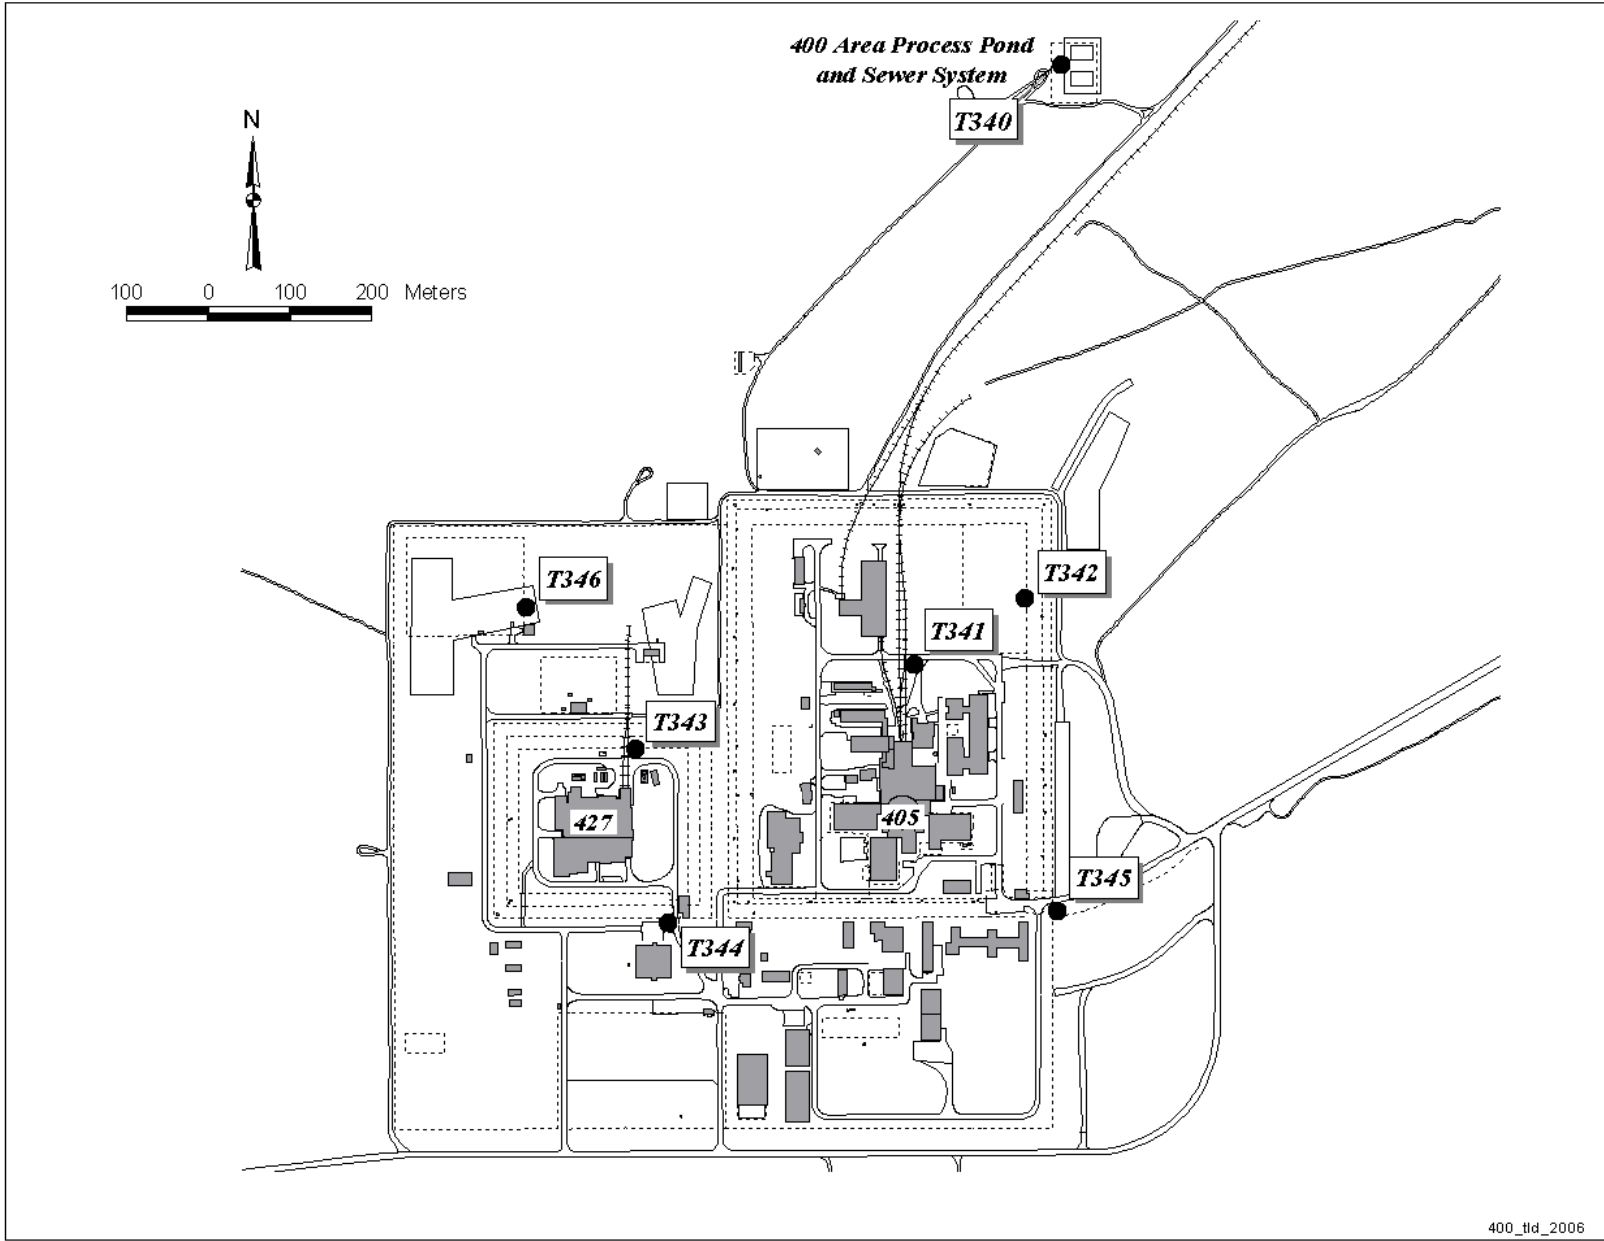 400 Area Process Pond
and Sewer System
T340
N
100 0 100 200 Meters
T346
T342
T341
T343
427
405
T345
T344
400_tld_2006